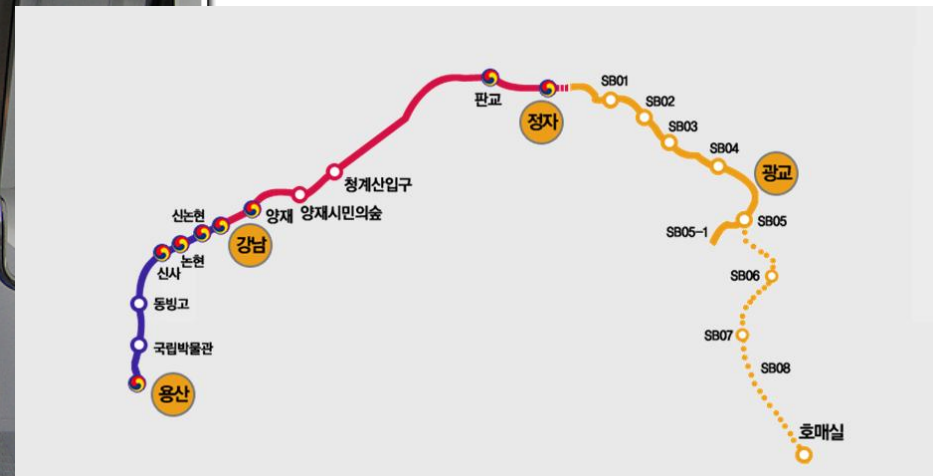 SB01
판교
SB02
정자
SB03
SB04
광교
청계산입구
신논현
양재
양재시민의숲
SB05
SB05-1
강남
논현
신사
SB06
동빙고
SB07
국립박물관
SB08
용산
호매실